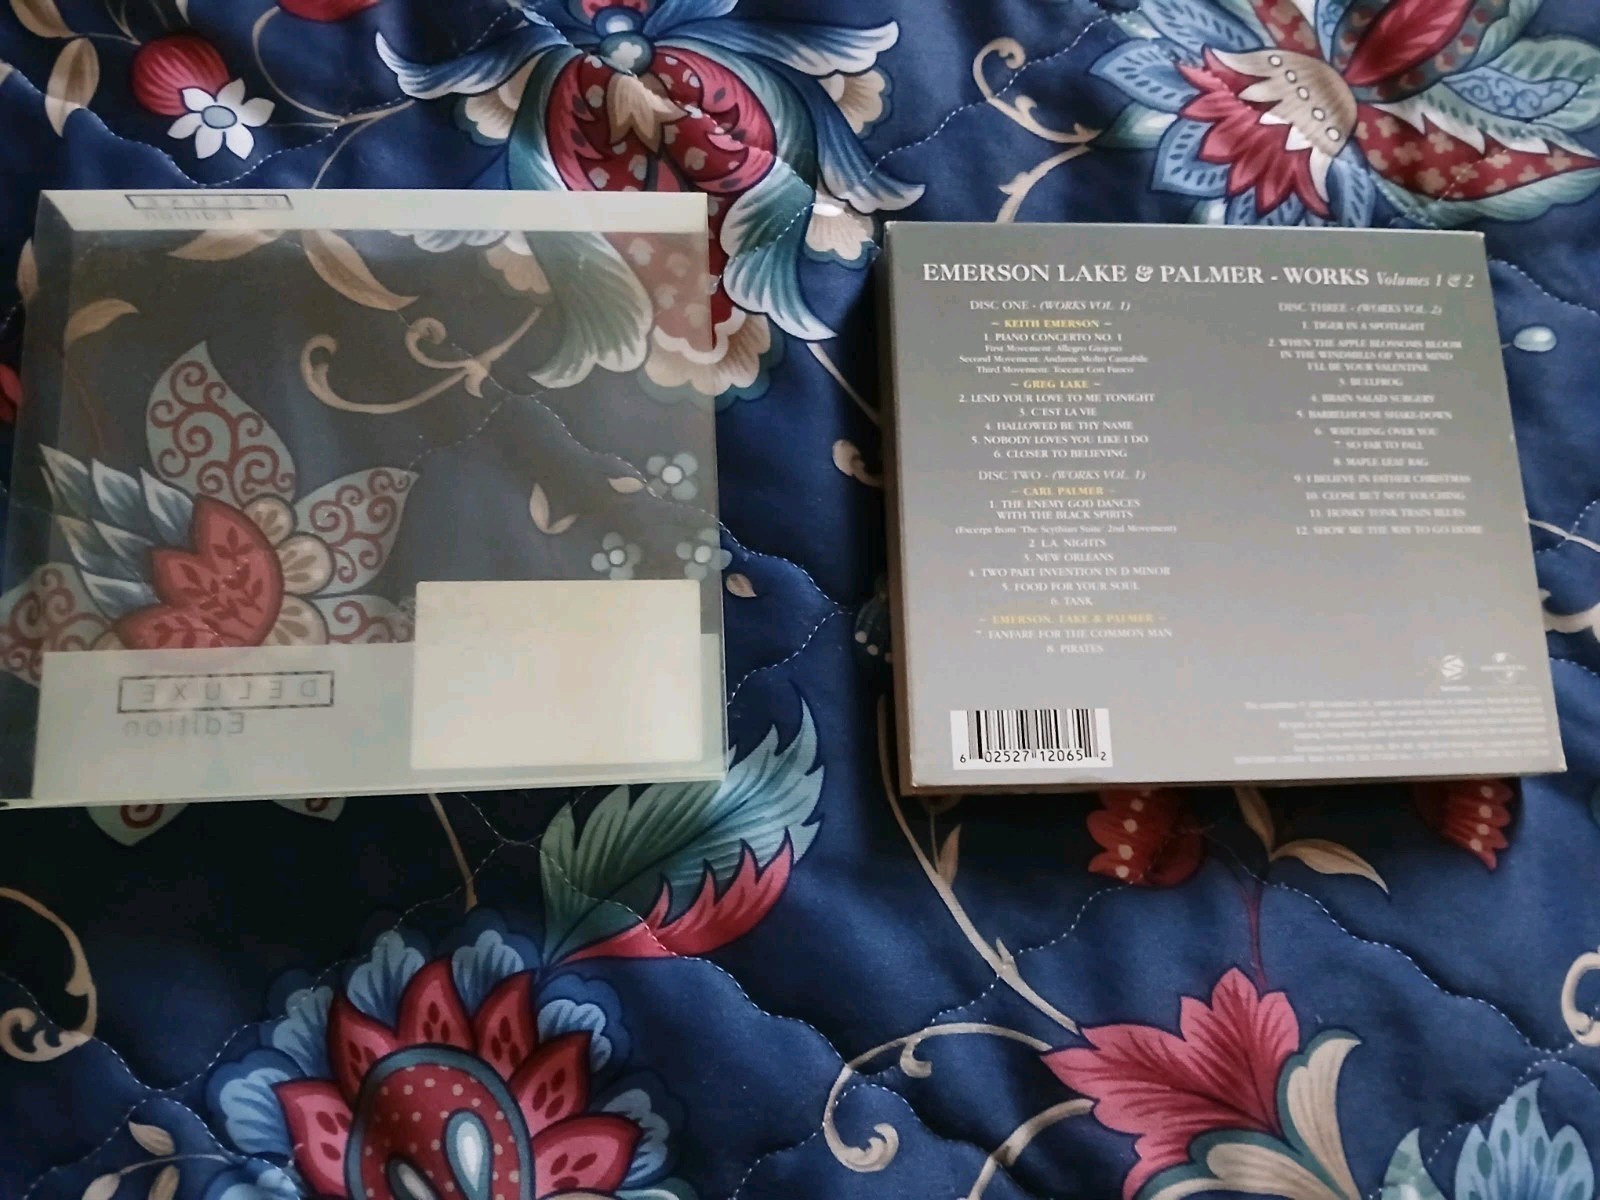 DELUXE
Edition
DELUXE
Edition
EMERSON LAKE & PALMER - WORKS Volumes 1 & 2
DISC ONE - (WORKS VOL. 1)
~ KEITH EMERSON ~
1. PIANO CONCERTO NO. 1
First Movement: Allegro Giojoso
Second Movement: Andante Molto Cantabile
Third Movement: Toccata Con Fuoco
~ GREG LAKE ~
2. LEND YOUR LOVE TO ME TONIGHT
3. C'EST LA VIE
4. HALLOWED BE THY NAME
5. NOBODY LOVES YOU LIKE I DO
6. CLOSER TO BELIEVING
DISC TWO - (WORKS VOL. 1)
~ CARL PALMER ~
1. THE ENEMY GOD DANCES
WITH THE BLACK SPIRITS
(Excerpt from 'The Scythian Suite' 2nd Movement)
2. L.A. NIGHTS
3. NEW ORLEANS
4. TWO PART INVENTION IN D MINOR
5. FOOD FOR YOUR SOUL
6. TANK
~ EMERSON, LAKE & PALMER ~
7. FANFARE FOR THE COMMON MAN
8. PIRATES
DISC THREE - (WORKS VOL. 2)
1. TIGER IN A SPOTLIGHT
2. WHEN THE APPLE BLOSSOMS BLOOM
IN THE WINDMILLS OF YOUR MIND
I'LL BE YOUR VALENTINE
3. BULLFROG
4. BRAIN SALAD SURGERY
5. BARRELHOUSE SHAKE-DOWN
6. WATCHING OVER YOU
7. SO FAR TO FALL
8. MAPLE LEAF RAG
9. I BELIEVE IN FATHER CHRISTMAS
10. CLOSE BUT NOT TOUCHING
11. HONKY TONK TRAIN BLUES
12. SHOW ME THE WAY TO GO HOME
UNIVERSAL
6 02527 12065 2